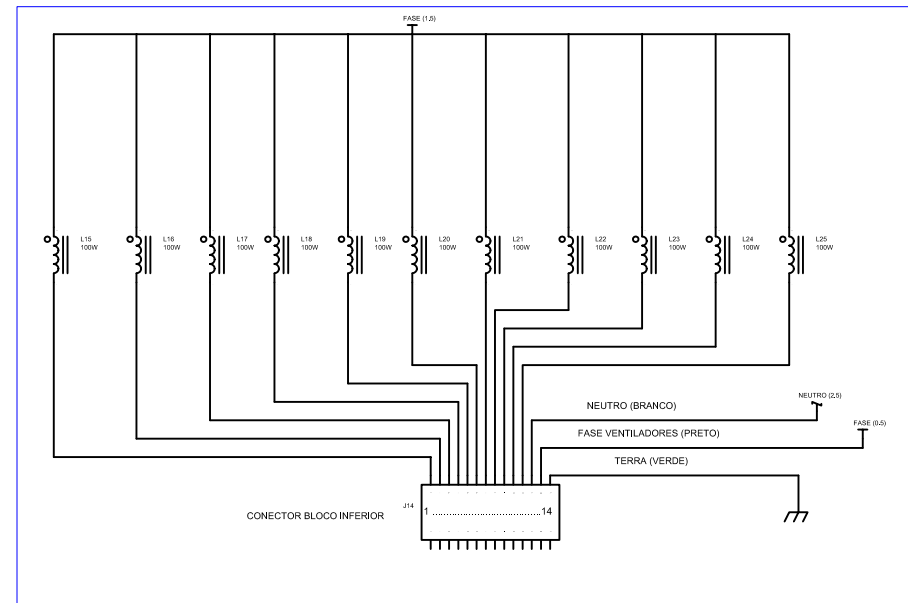 FASE (1,5)
L15
100W
L16
100W
L17
100W
L18
100W
L19
100W
L20
100W
L21
100W
L22
100W
L23
100W
L24
100W
L25
100W
NEUTRO (2,5)
NEUTRO (BRANCO)
FASE (0.5)
FASE VENTILADORES (PRETO)
TERRA (VERDE)
J14
1 ........................................ 14
CONECTOR BLOCO INFERIOR